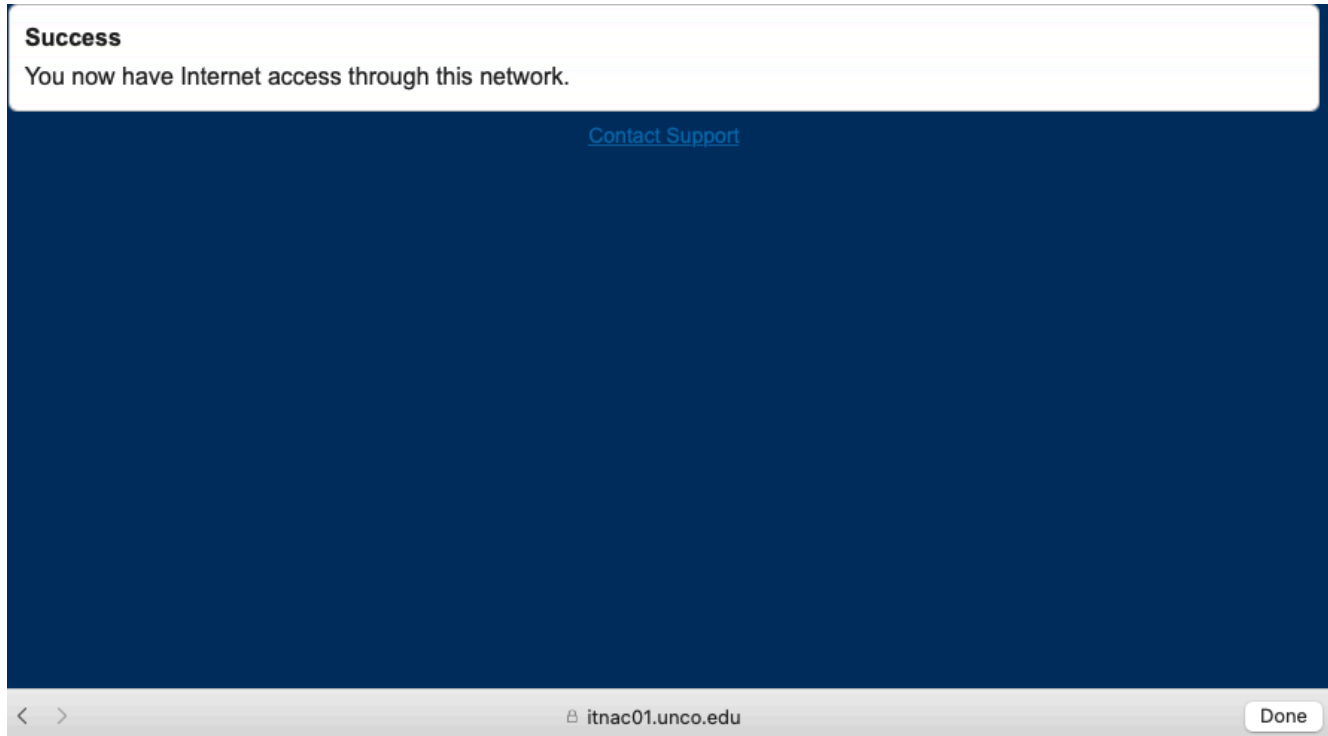 Success
You now have Internet access through this network.
Contact Support
itnac01.unco.edu
Done